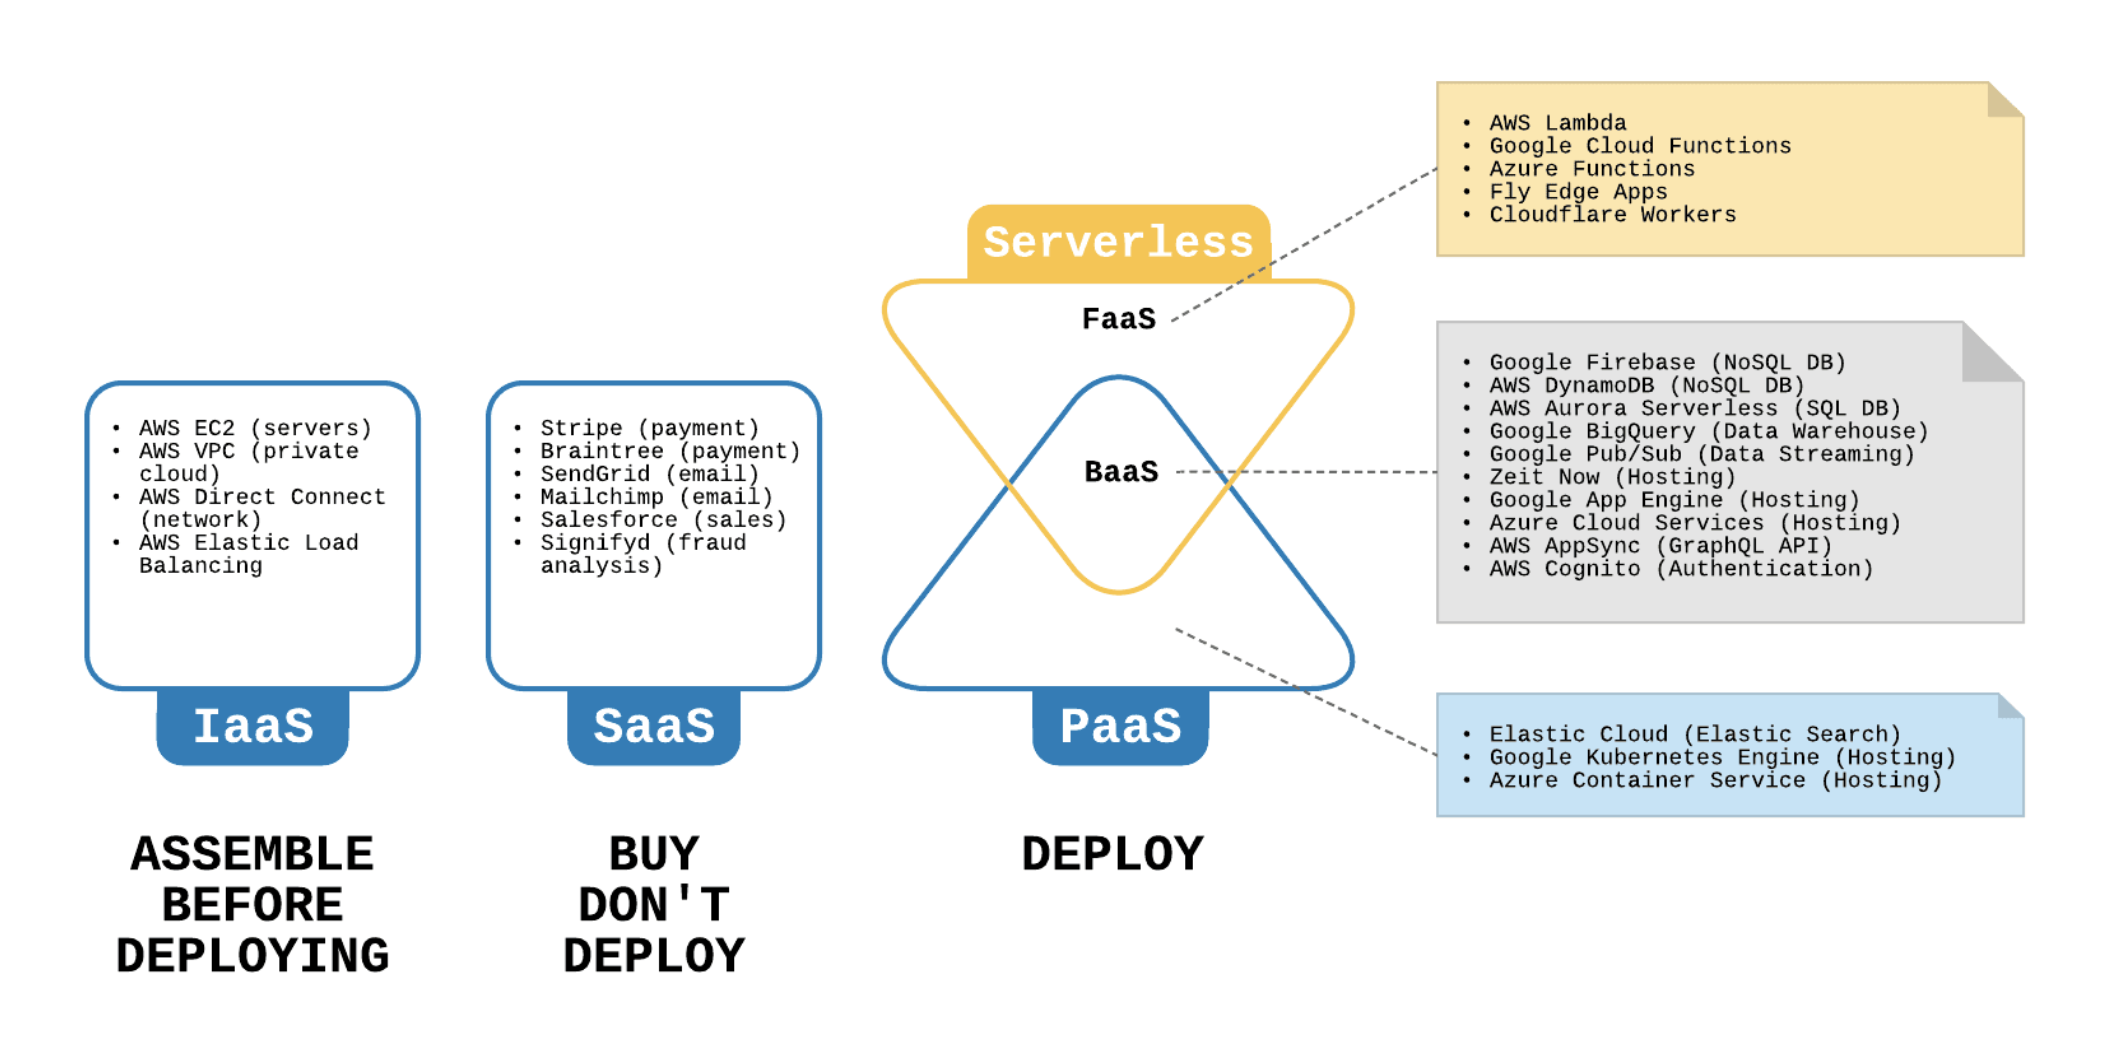 • AWS EC2 (servers)
• AWS VPC (private
cloud)
• AWS Direct Connect
(network)
• AWS Elastic Load
Balancing
IaaS
ASSEMBLE
BEFORE
DEPLOYING
• Stripe (payment)
• Braintree (payment)
• SendGrid (email)
• Mailchimp (email)
• Salesforce (sales)
• Signifyd (fraud
analysis)
SaaS
BUY
DON'T
DEPLOY
Serverless
FaaS
BaaS
PaaS
DEPLOY
• AWS Lambda
• Google Cloud Functions
• Azure Functions
• Fly Edge Apps
• Cloudflare Workers
• Google Firebase (NoSQL DB)
• AWS DynamoDB (NoSQL DB)
• AWS Aurora Serverless (SQL DB)
• Google BigQuery (Data Warehouse)
• Google Pub/Sub (Data Streaming)
• Zeit Now (Hosting)
• Google App Engine (Hosting)
• Azure Cloud Services (Hosting)
• AWS AppSync (GraphQL API)
• AWS Cognito (Authentication)
• Elastic Cloud (Elastic Search)
• Google Kubernetes Engine (Hosting)
• Azure Container Service (Hosting)